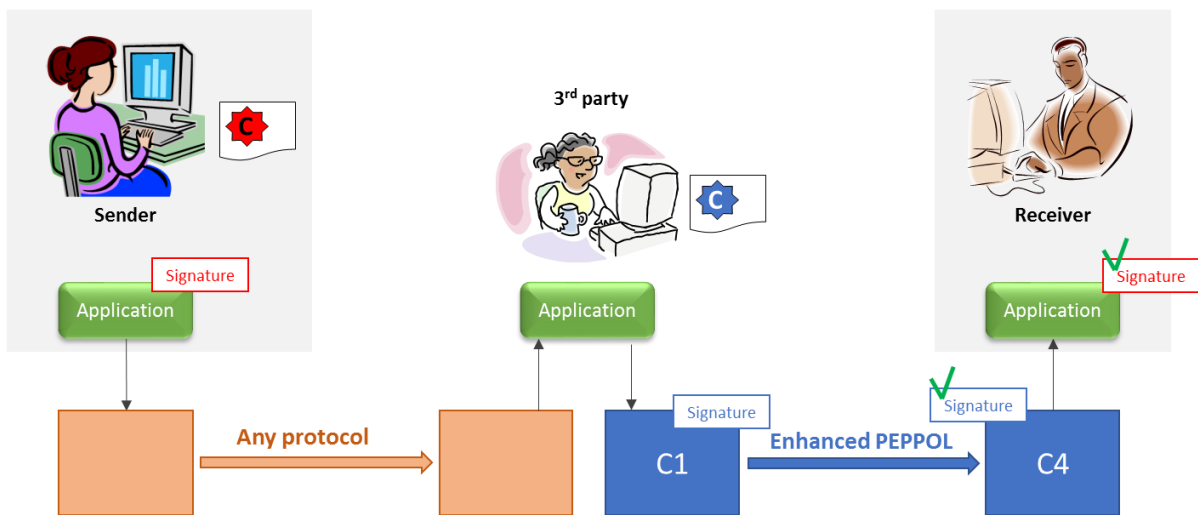 C
Sender
3rd party
C
Receiver
Signature
Application
Application
Signature
Application
Any protocol
Signature
C1
Enhanced PEPPOL
Signature
C4